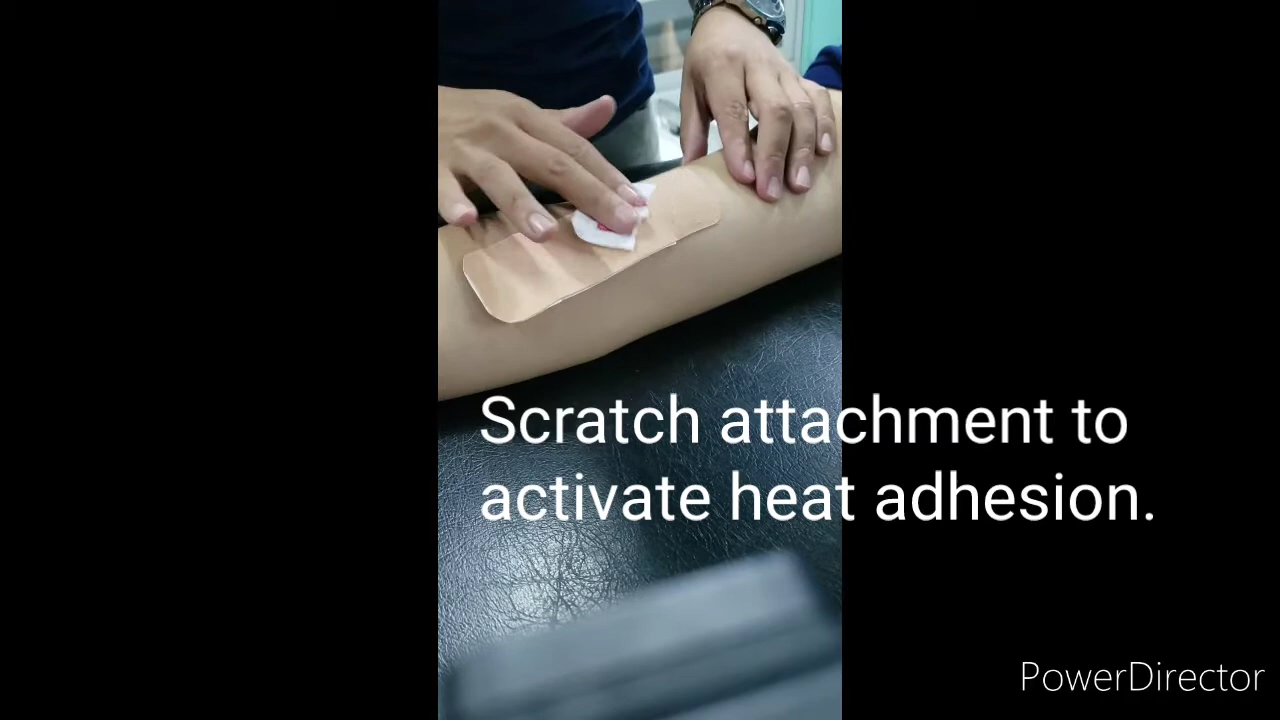 Scratch attachment to
activate heat adhesion.
PowerDirector